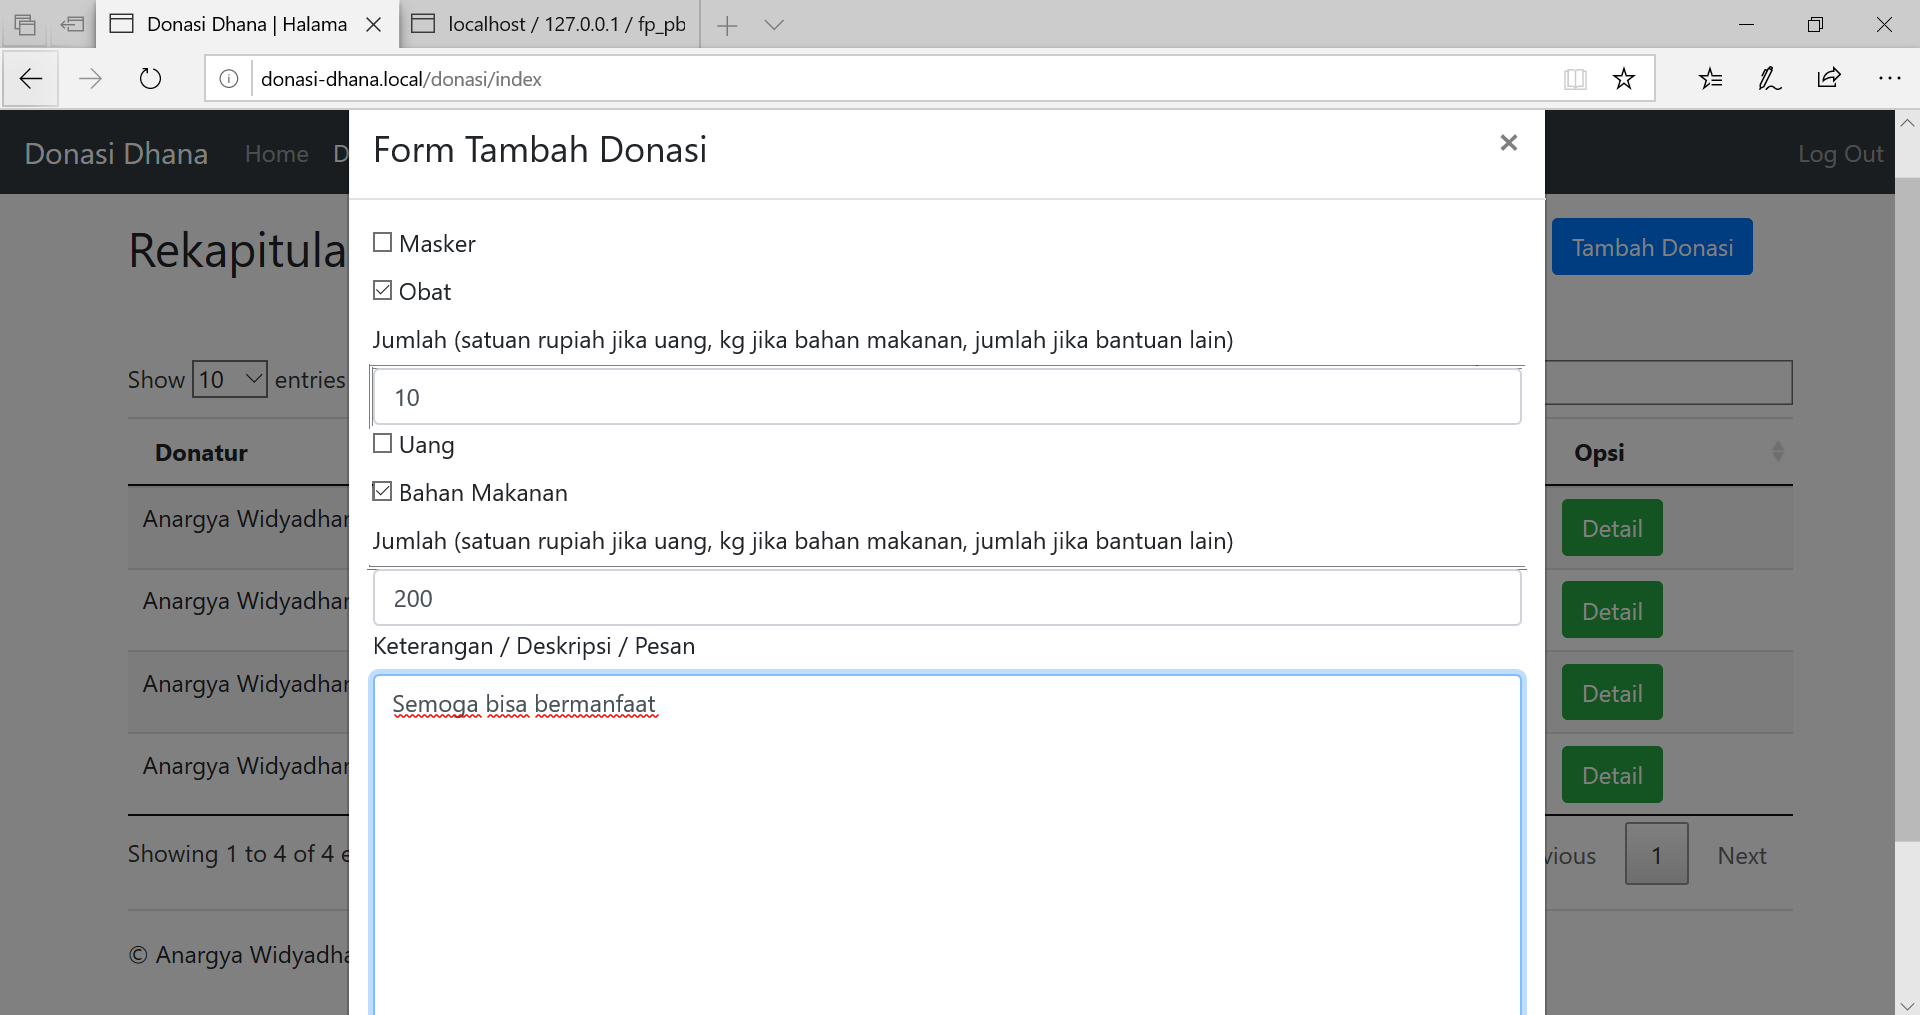 Donasi Dhana | Halama
localhost / 127.0.0.1 / fp_pb
donasi-dhana.local/donasi/index
Donasi Dhana Home D
Log Out
Form Tambah Donasi ×
Rekapitula
Tambah Donasi
Masker
Obat
Jumlah (satuan rupiah jika uang, kg jika bahan makanan, jumlah jika bantuan lain)
10
Uang
Bahan Makanan
Jumlah (satuan rupiah jika uang, kg jika bahan makanan, jumlah jika bantuan lain)
200
Keterangan / Deskripsi / Pesan
Semoga bisa bermanfaat
Show 10 entries
Donatur
Opsi
Anargya Widyadhar
Detail
Anargya Widyadhar
Detail
Anargya Widyadhar
Detail
Anargya Widyadhar
Detail
Showing 1 to 4 of 4 e
vious 1 Next
© Anargya Widyadha